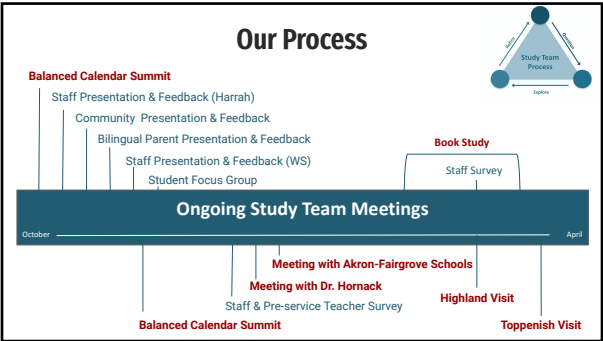 Our Process
Reflect
Question
Study Team
Process
Explore
Balanced Calendar Summit
Staff Presentation & Feedback (Harrah)
Community Presentation & Feedback
Bilingual Parent Presentation & Feedback
Staff Presentation & Feedback (WS)
Student Focus Group
Book Study
Staff Survey
Ongoing Study Team Meetings
October
April
Meeting with Akron-Fairgrove Schools
Meeting with Dr. Hornack
Staff & Pre-service Teacher Survey
Balanced Calendar Summit
Highland Visit
Toppenish Visit